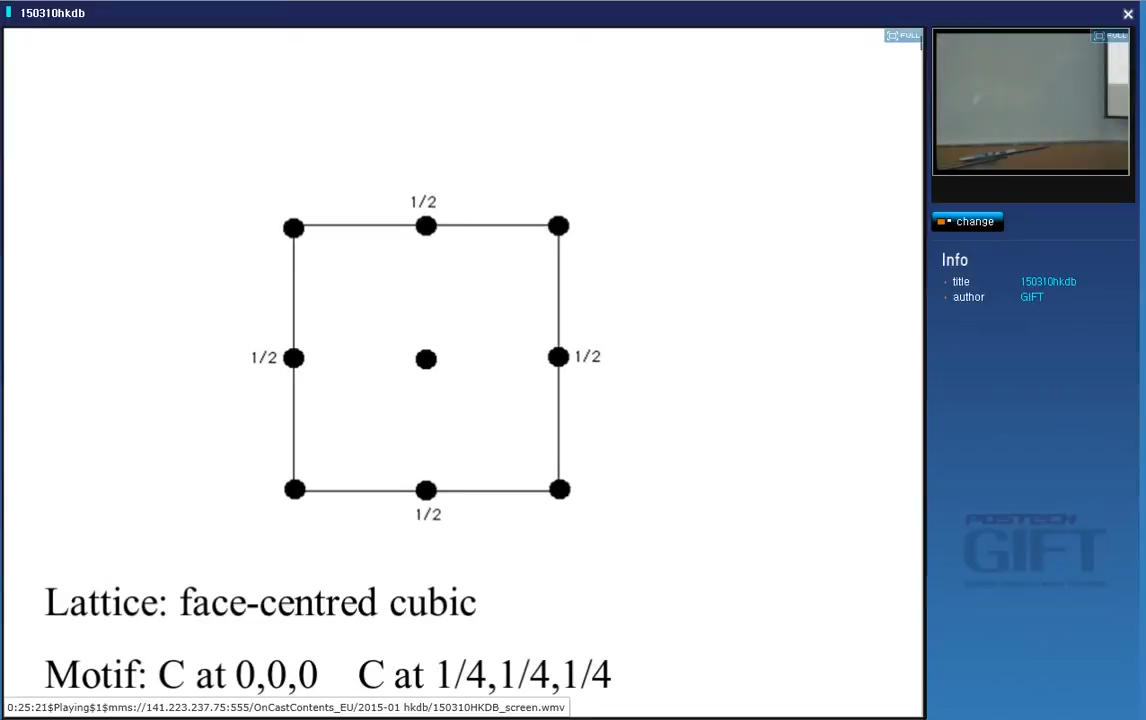 150310hkdb
FULL
FULL
1/2
change
Info
title 150310hkdb
author GIFT
1/2
1/2
1/2
POSTECH
GIFT
Lattice: face-centred cubic
Motif: C at 0,0,0 C at 1/4,1/4,1/4
0:25:21$Playing$1$mms://141.223.237.75:555/OnCastContents_EU/2015-01 hkdb/150310HKDB_screen.wmv